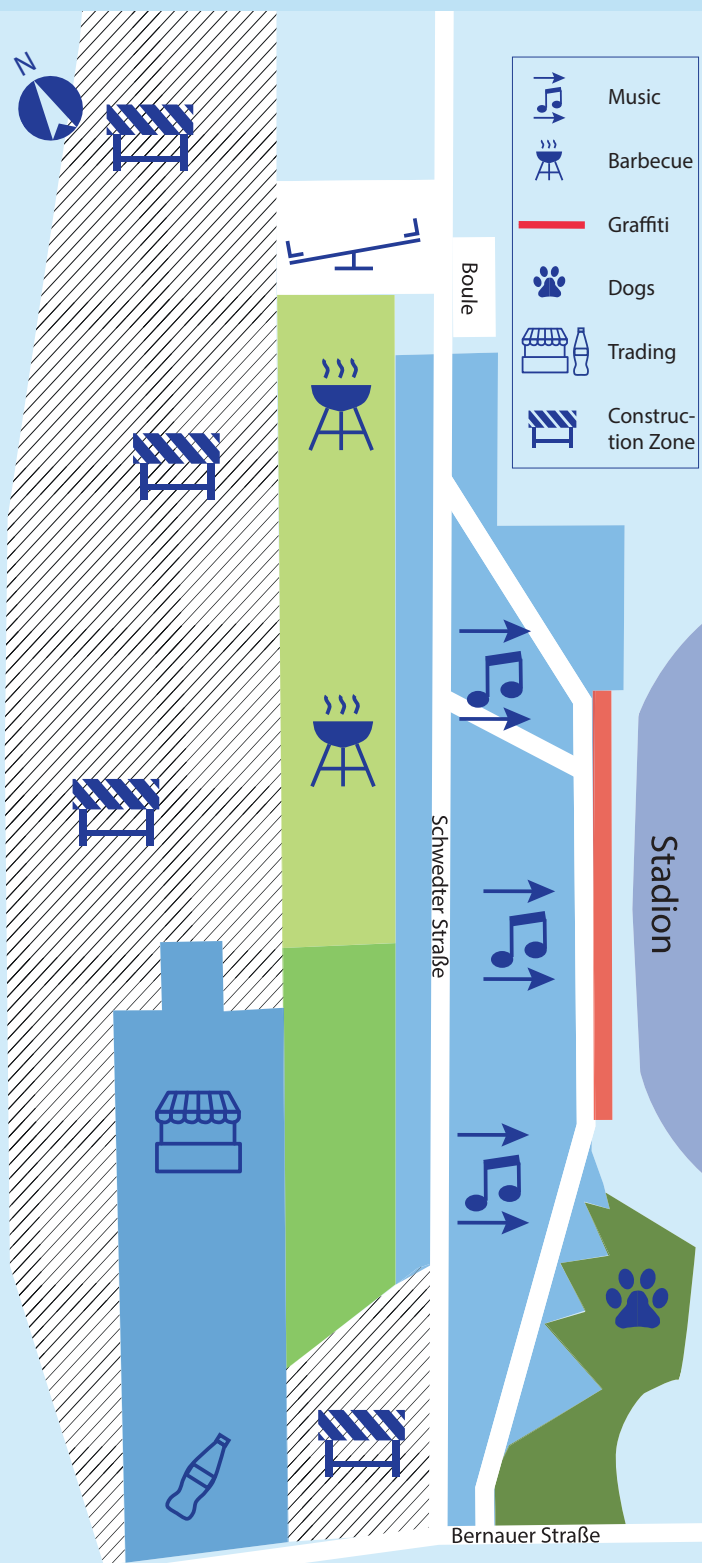 N
Music
Barbecue
Graffiti
Dogs
Trading
Construc-
tion Zone
Boule
Schwedter Straße
Stadion
Bernauer Straße